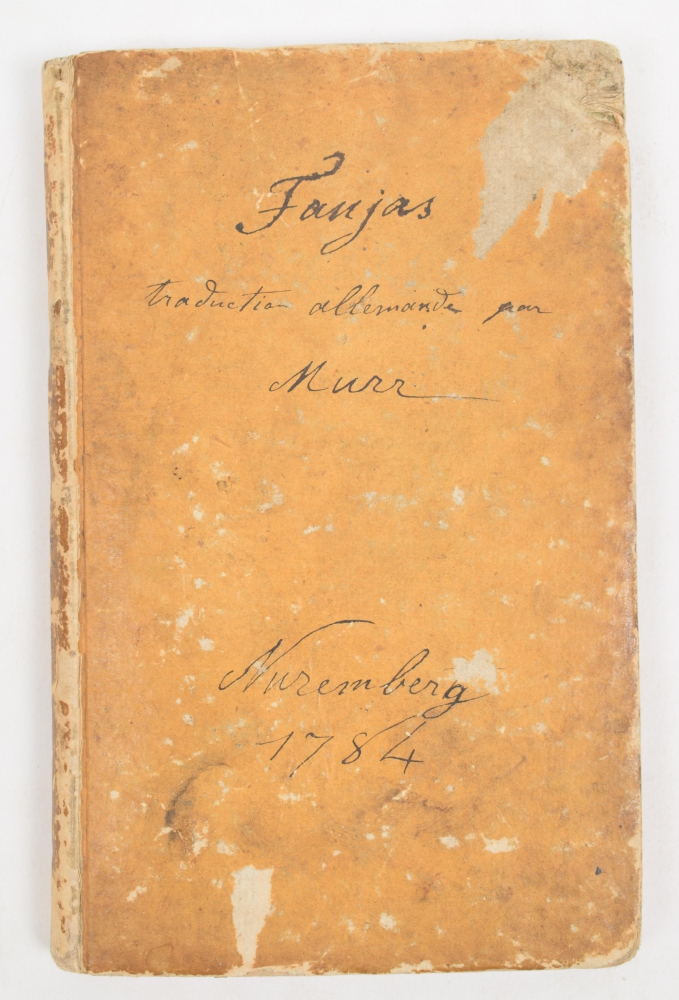 Faujas
traduction allemande par
Murr
Nuremberg
1784